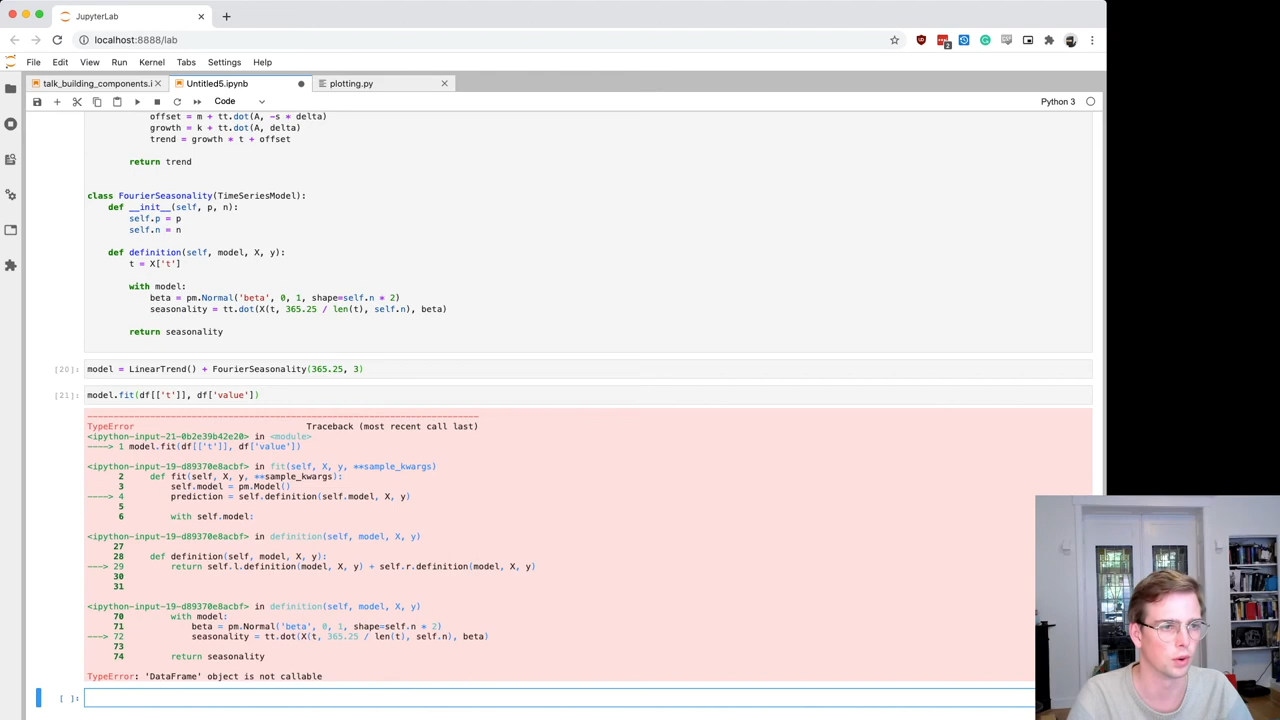 JupyterLab
localhost:8888/lab
2
File Edit View Run Kernel Tabs Settings Help
talk_building_components.i
Untitled5.ipynb
plotting.py
Code
Python 3
offset = m + tt.dot(A, -s * delta)
growth = k + tt.dot(A, delta)
trend = growth * t + offset
return trend
class FourierSeasonality(TimeSeriesModel):
def __init__(self, p, n):
self.p = p
self.n = n
def definition(self, model, X, y):
t = X['t']
with model:
beta = pm.Normal('beta', 0, 1, shape=self.n * 2)
seasonality = tt.dot(X(t, 365.25 / len(t), self.n), beta)
return seasonality
[20]: model = LinearTrend() + FourierSeasonality(365.25, 3)
[21]: model.fit(df[['t']], df['value'])
---------------------------------------------------------------------------
TypeError Traceback (most recent call last)
<ipython-input-21-0b2e39b42e20> in <module>
----> 1 model.fit(df[['t']], df['value'])
<ipython-input-19-d89370e8acbf> in fit(self, X, y, **sample_kwargs)
2 def fit(self, X, y, **sample_kwargs):
3 self.model = pm.Model()
----> 4 prediction = self.definition(self.model, X, y)
5
6 with self.model:
<ipython-input-19-d89370e8acbf> in definition(self, model, X, y)
27
28 def definition(self, model, X, y):
---> 29 return self.l.definition(model, X, y) + self.r.definition(model, X, y)
30
31
<ipython-input-19-d89370e8acbf> in definition(self, model, X, y)
70 with model:
71 beta = pm.Normal('beta', 0, 1, shape=self.n * 2)
---> 72 seasonality = tt.dot(X(t, 365.25 / len(t), self.n), beta)
73
74 return seasonality
TypeError: 'DataFrame' object is not callable
[ ]: